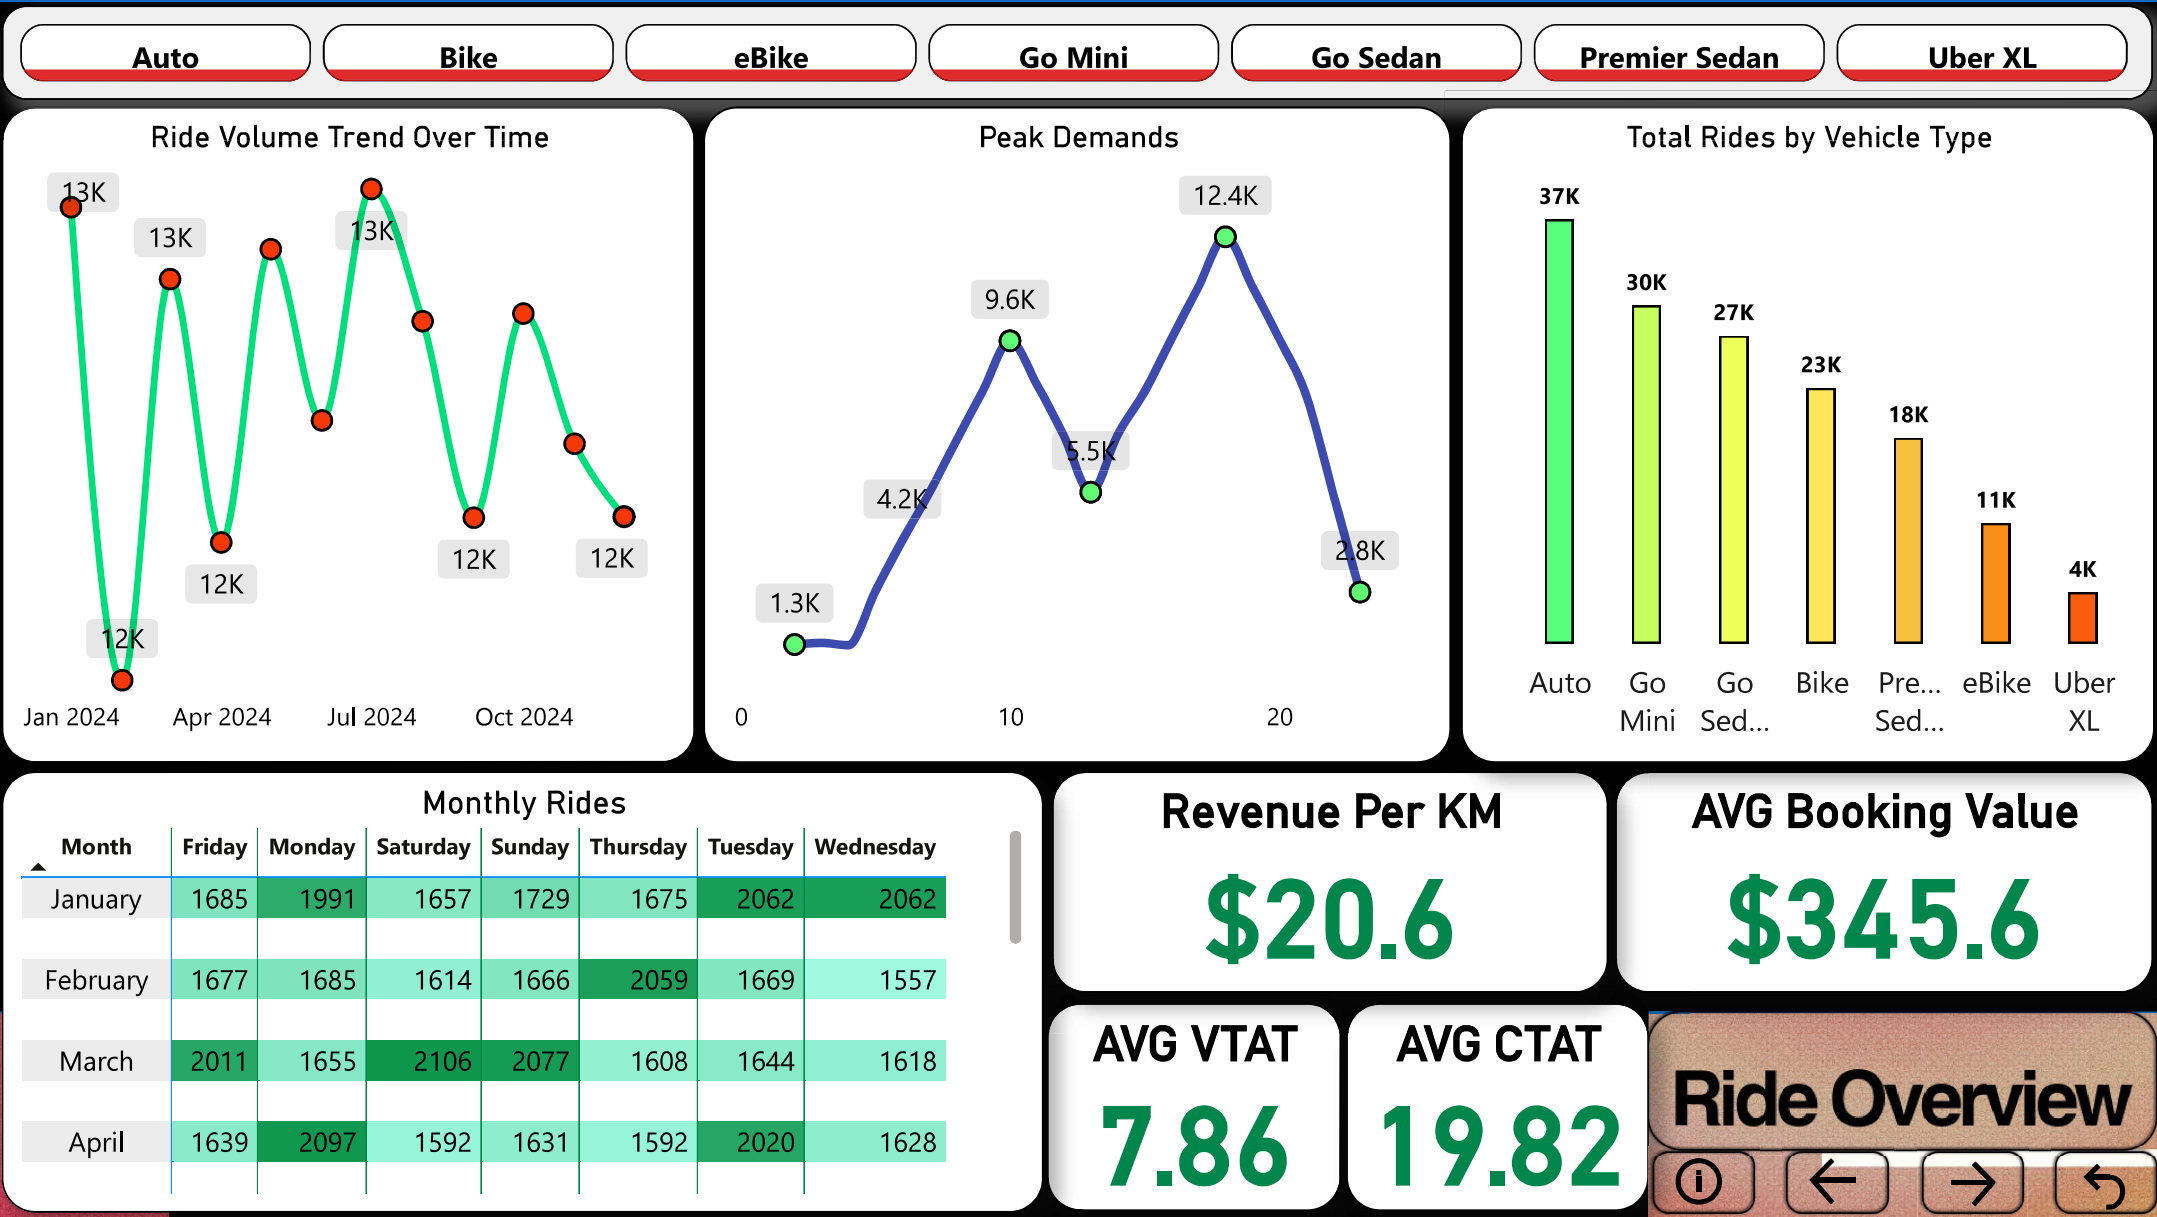 Auto Bike eBike Go Mini Go Sedan Premier Sedan Uber XL
Ride Volume Trend Over Time
13K
13K
13K
12K
12K
12K
12K
Jan 2024 Apr 2024 Jul 2024 Oct 2024
Peak Demands
12.4K
9.6K
5.5K
4.2K
2.8K
1.3K
0 10 20
Total Rides by Vehicle Type
37K
30K
27K
23K
18K
11K
4K
Auto Go Mini Go Sed... Bike Pre... Sed... eBike Uber XL
Monthly Rides
Month Friday Monday Saturday Sunday Thursday Tuesday Wednesday
January 1685 1991 1657 1729 1675 2062 2062
February 1677 1685 1614 1666 2059 1669 1557
March 2011 1655 2106 2077 1608 1644 1618
April 1639 2097 1592 1631 1592 2020 1628
Revenue Per KM
$20.6
AVG Booking Value
$345.6
AVG VTAT
7.86
AVG CTAT
19.82
Ride Overview